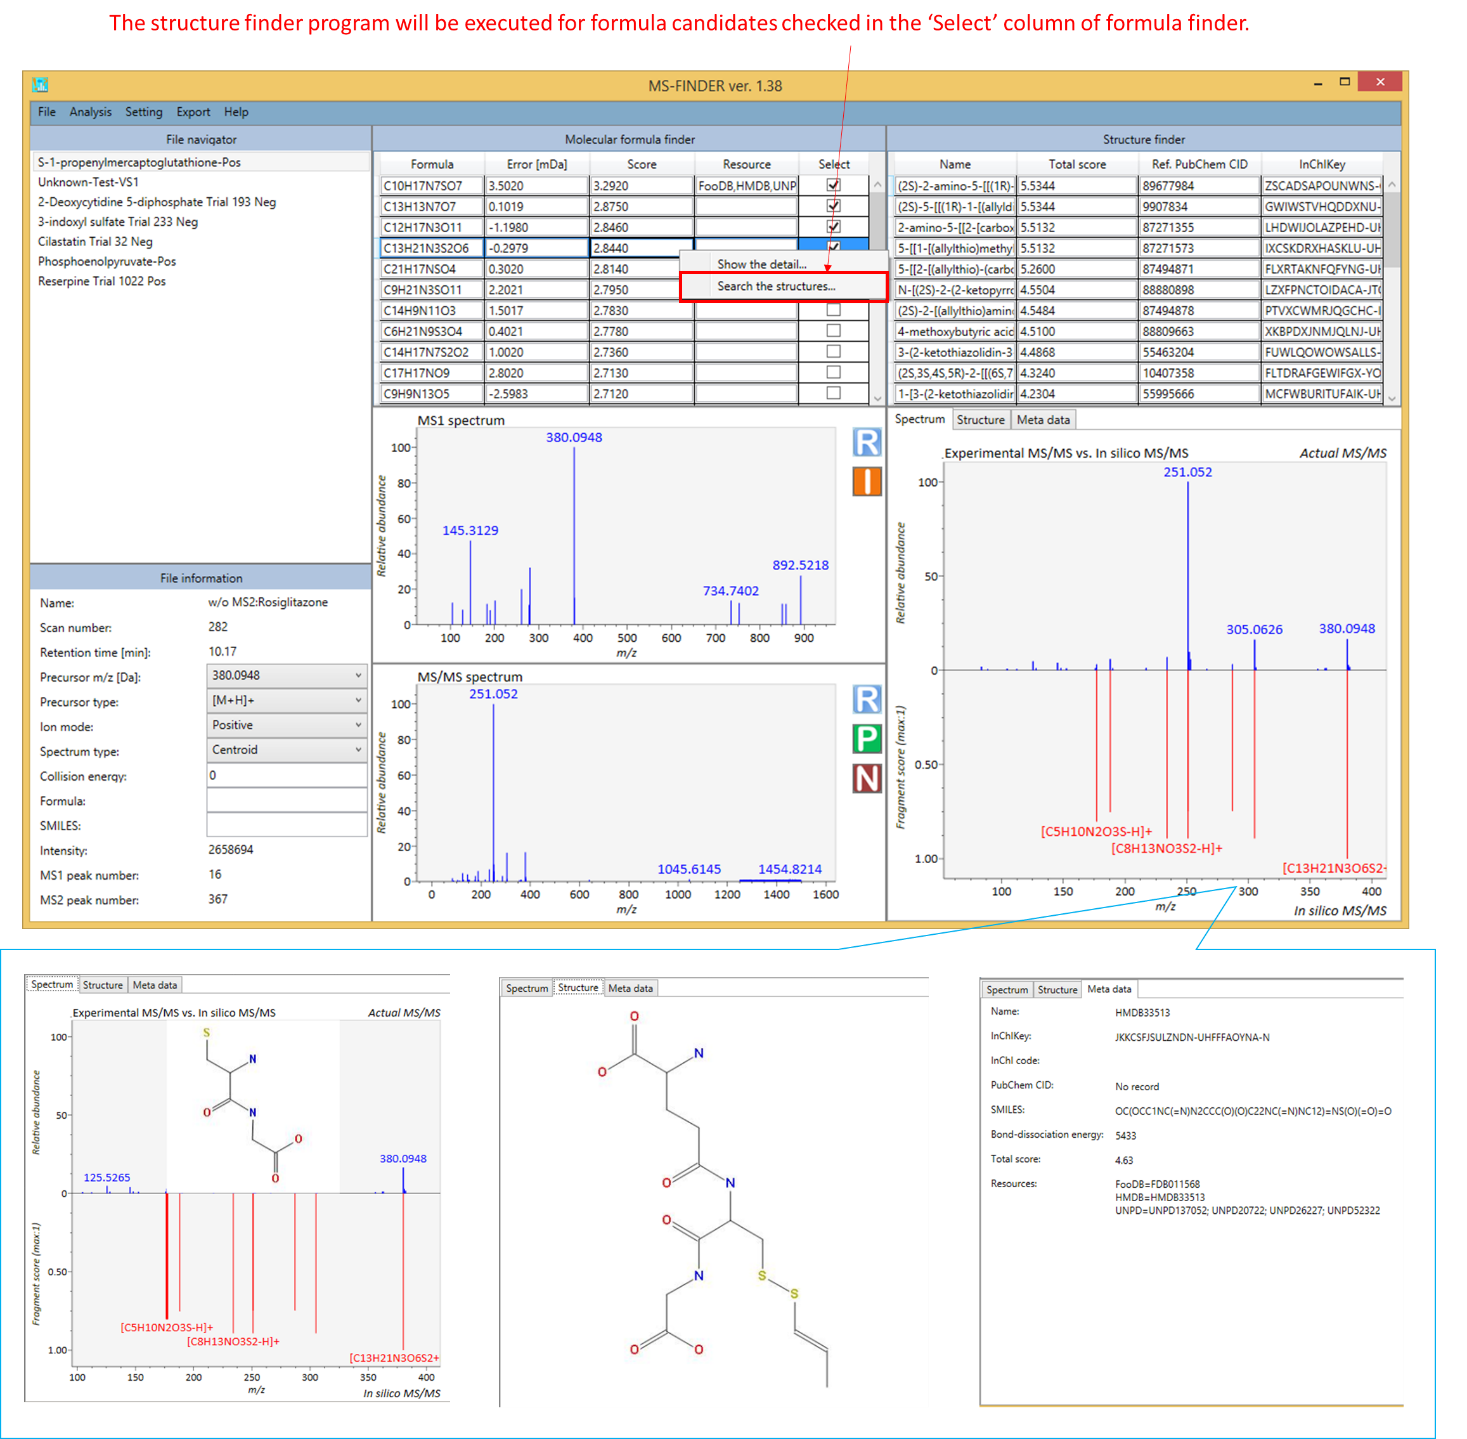 The structure finder program will be executed for formula candidates checked in the ‘Select’ column of formula finder.
MS-FINDER ver. 1.38
File Analysis Setting Export Help
File navigator
S-1-propenylmercaptoglutathione-Pos
Unknown-Test-VS1
2-Deoxycytidine 5-diphosphate Trial 193 Neg
3-indoxyl sulfate Trial 233 Neg
Cilastatin Trial 32 Neg
Phosphoenolpyruvate-Pos
Reserpine Trial 1022 Pos
Molecular formula finder
Formula Error [mDa] Score Resource Select
C10H17N7SO7 3.5020 3.2920 FooDB,HMDB,UNP
C13H13N7O7 0.1019 2.8750
C12H17N3O11 -1.1980 2.8460
C13H21N3S2O6 -0.2979 2.8440
C21H17NSO4 0.3020 2.8140
C9H21N3SO11 2.2021 2.7950
C14H9N11O3 1.5017 2.7830
C6H21N9S3O4 0.4021 2.7780
C14H17N7S2O2 1.0020 2.7360
C17H17NO9 2.8020 2.7130
C9H9N13O5 -2.5983 2.7120
Show the detail...
Search the structures...
Structure finder
Name Total score Ref. PubChem CID InChIKey
(2S)-2-amino-5-[[(1R)- 5.5344 89677984 ZSCADSAPOUNWNS-
(2S)-5-[[(1R)-1-[(allyldi 5.5344 9907834 GWIWSTVHQDDXNU-
2-amino-5-[[2-[carbox 5.5132 87271355 LHDWIJOLAZPEHD-U
5-[[1-[(allylthio)methy 5.5132 87271573 IXCSKDRXHASKLU-UH
5-[[2-[(allylthio)-(carbo 5.2600 87494871 FLXRTAKNFQFYNG-UH
N-[(2S)-2-(2-ketopyrro 4.5504 88880898 LZXFPNCTOIDACA-JTC
(2S)-2-[(allylthio)amin 4.5484 87494878 PTVXCWMRJQGCHC-I
4-methoxybutyric acid 4.5100 88809663 XKBPDXJNMJQLNJ-UH
3-(2-ketothiazolidin-3 4.4868 55463204 FUWLQOWOWSALLS-
(2S,3S,4S,5R)-2-[[(6S,7 4.3240 10407358 FLTDRAFGEWIFGX-YO
1-[3-(2-ketothiazolidir 4.2304 55995666 MCFWBURITUFAIK-UH
MS1 spectrum
380.0948
145.3129
892.5218
734.7402
Relative abundance
100
80
60
40
20
0
100 200 300 400 500 600 700 800 900
m/z
R
I
MS/MS spectrum
251.052
1045.6145 1454.8214
Relative abundance
100
80
60
40
20
0
0 200 400 600 800 1000 1200 1400 1600
m/z
R
P
N
File information
Name: w/o MS2:Rosiglitazone
Scan number: 282
Retention time [min]: 10.17
Precursor m/z [Da]: 380.0948
Precursor type: [M+H]+
Ion mode: Positive
Spectrum type: Centroid
Collision energy: 0
Formula:
SMILES:
Intensity: 2658694
MS1 peak number: 16
MS2 peak number: 367
Spectrum Structure Meta data
Experimental MS/MS vs. In silico MS/MS Actual MS/MS
251.052
305.0626 380.0948
Relative abundance
100
50
0
Fragment score (max:1)
0.50
1.00
[C5H10N2O3S-H]+
[C8H13NO3S2-H]+
[C13H21N3O6S2+
100 150 200 250 300 350 400
m/z
In silico MS/MS
Spectrum Structure Meta data
Experimental MS/MS vs. In silico MS/MS Actual MS/MS
S
N
O
N
O
O
125.5265 380.0948
Relative abundance
100
50
0
Fragment score (max:1)
0.50
1.00
[C5H10N2O3S-H]+
[C8H13NO3S2-H]+
[C13H21N3O6S2+
100 150 200 250 300 350 400
m/z
In silico MS/MS
Spectrum Structure Meta data
O
N
O
O
N
O
N
S
S
O
O
Spectrum Structure Meta data
Name: HMDB33513
InChIKey: JKKCSFJSULZNDN-UHFFFAOYNA-N
InChI code:
PubChem CID: No record
SMILES: OC(OCC1NC(=N)N2CCC(O)(O)C22NC(=N)NC12)=NS(O)(=O)=O
Bond-dissociation energy: 5433
Total score: 4.63
Resources: FooDB=FDB011568
HMDB=HMDB33513
UNPD=UNPD137052; UNPD20722; UNPD26227; UNPD52322